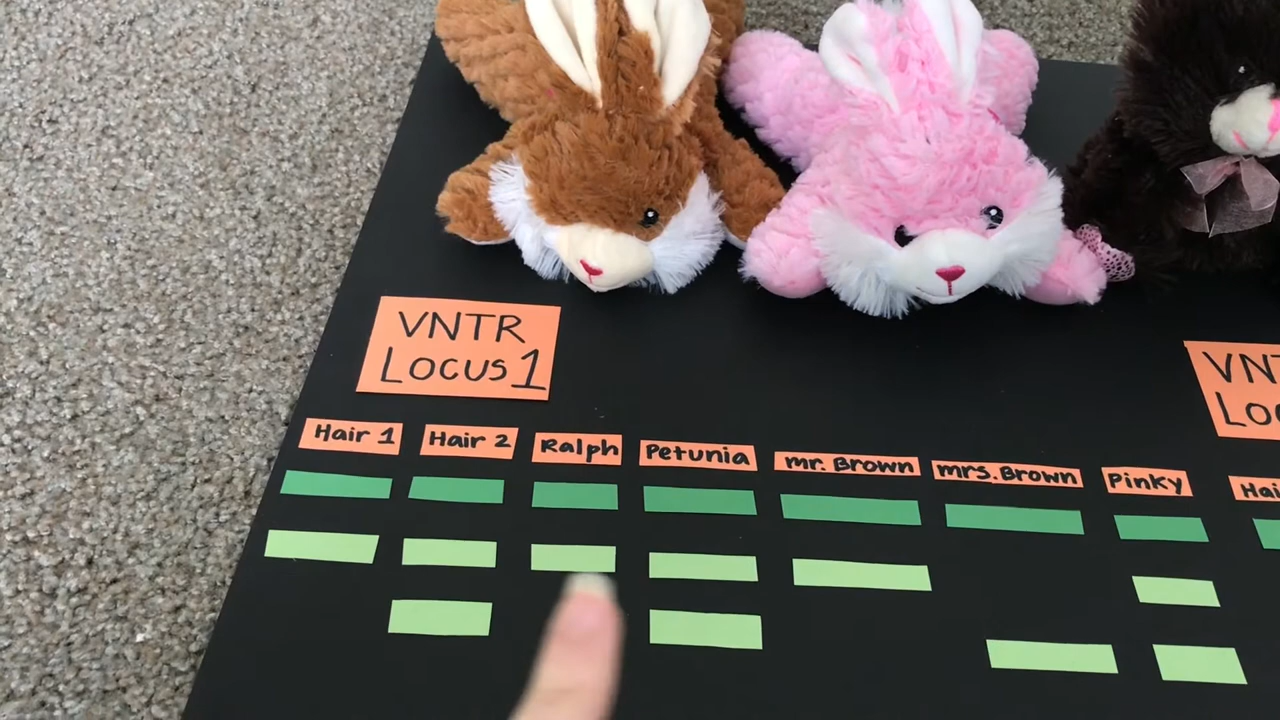 VNTR
LOCUS 1
Hair 1
Hair 2
Ralph
Petunia
mr. Brown
mrs. Brown
Pinky